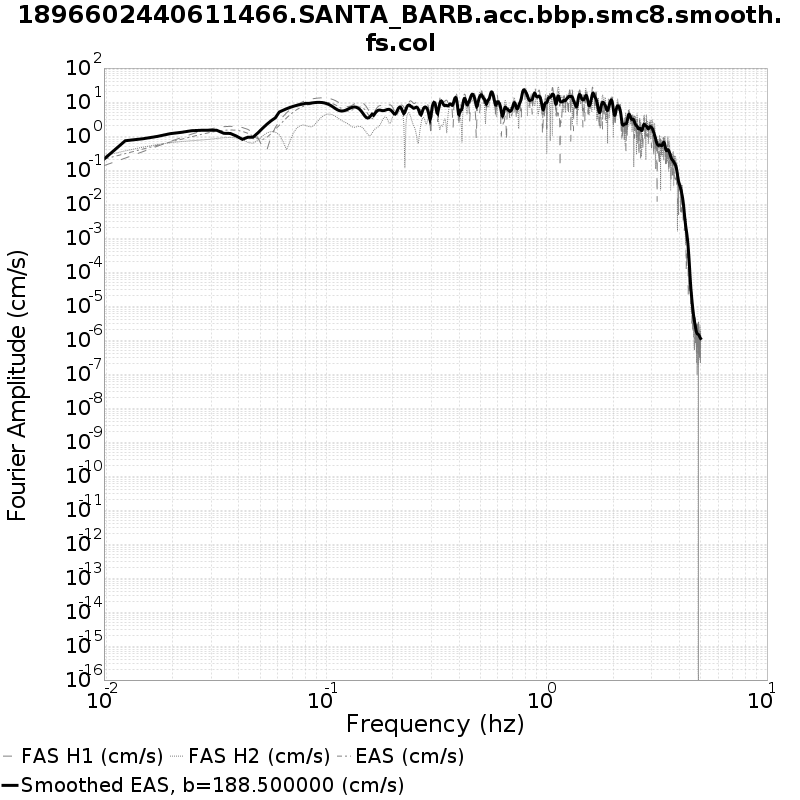 1896602440611466.SANTA_BARB.acc.bbp.smc8.smooth.
fs.col
Fourier Amplitude (cm/s)
10^2
10^1
10^0
10^-1
10^-2
10^-3
10^-4
10^-5
10^-6
10^-7
10^-8
10^-9
10^-10
10^-11
10^-12
10^-13
10^-14
10^-15
10^-16
10^-2 10^-1 10^0 10^1
Frequency (hz)
FAS H1 (cm/s) FAS H2 (cm/s) EAS (cm/s)
Smoothed EAS, b=188.500000 (cm/s)